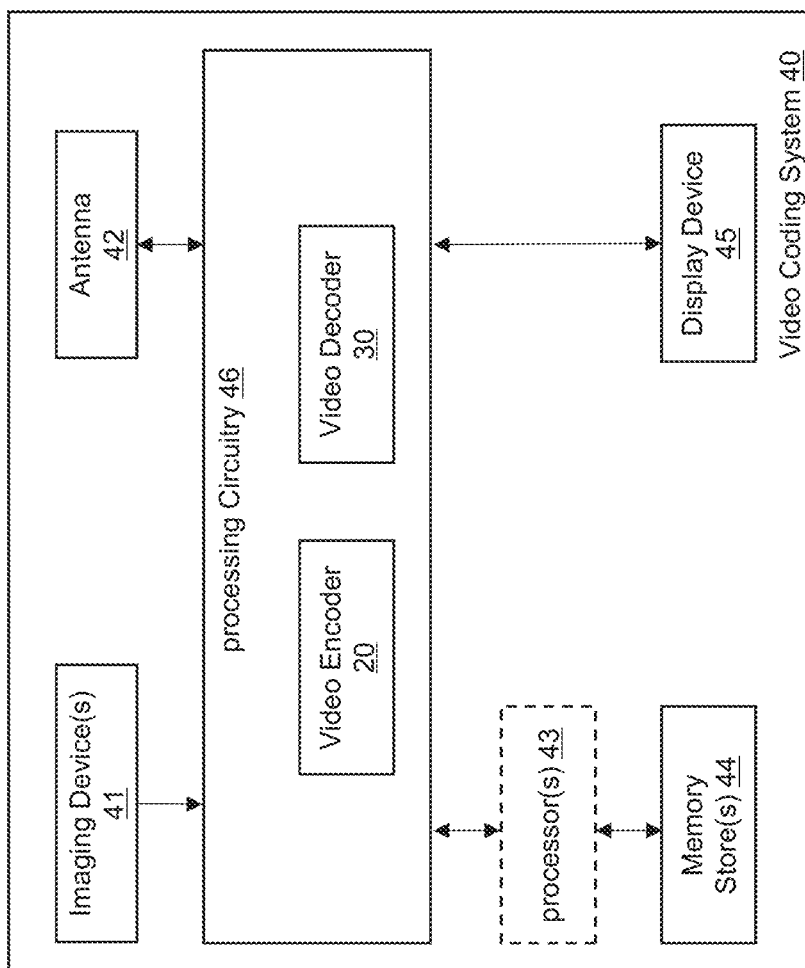 Imaging Device(s)
41
Antenna
42
processing Circuitry 46
Video Encoder
20
Video Decoder
30
processor(s) 43
Memory
Store(s) 44
Display Device
45
Video Coding System 40